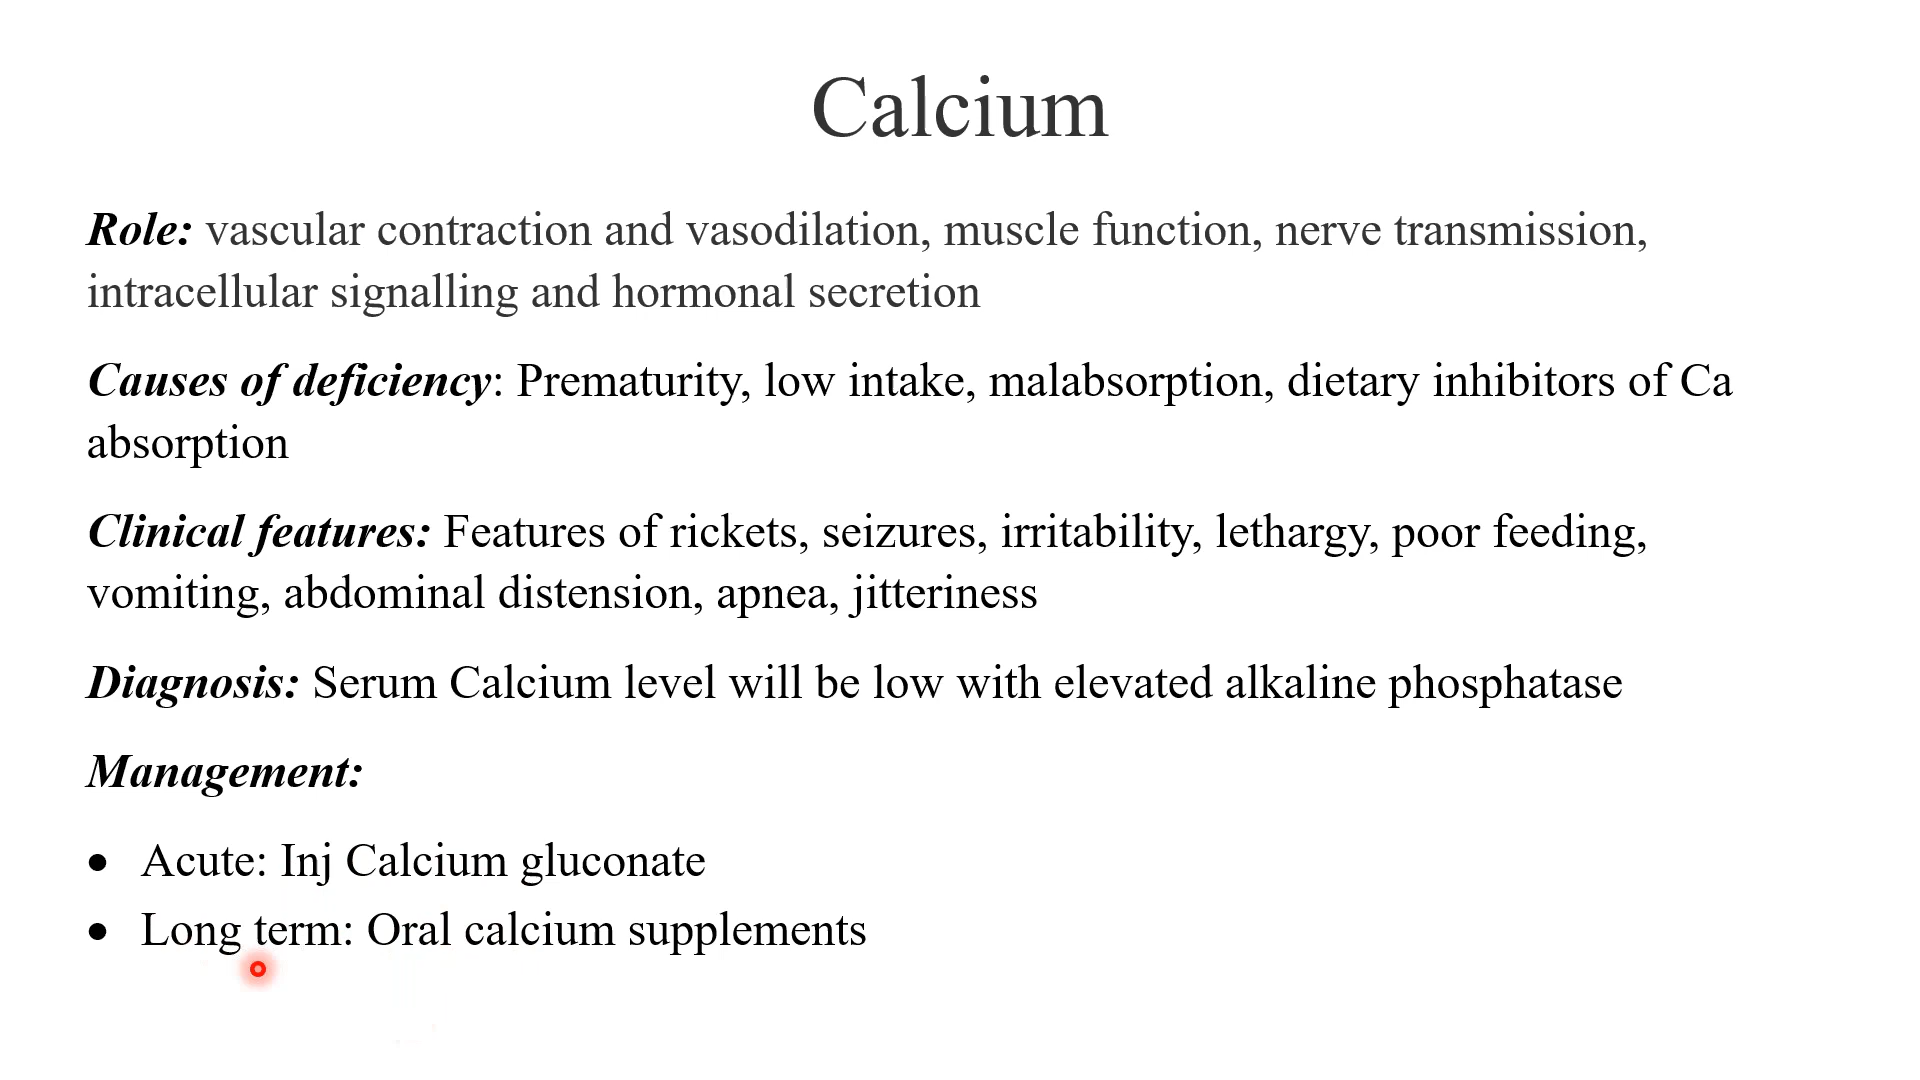 Calcium
Role: vascular contraction and vasodilation, muscle function, nerve transmission,
intracellular signalling and hormonal secretion
Causes of deficiency: Prematurity, low intake, malabsorption, dietary inhibitors of Ca
absorption
Clinical features: Features of rickets, seizures, irritability, lethargy, poor feeding,
vomiting, abdominal distension, apnea, jitteriness
Diagnosis: Serum Calcium level will be low with elevated alkaline phosphatase
Management:
• Acute: Inj Calcium gluconate
• Long term: Oral calcium supplements